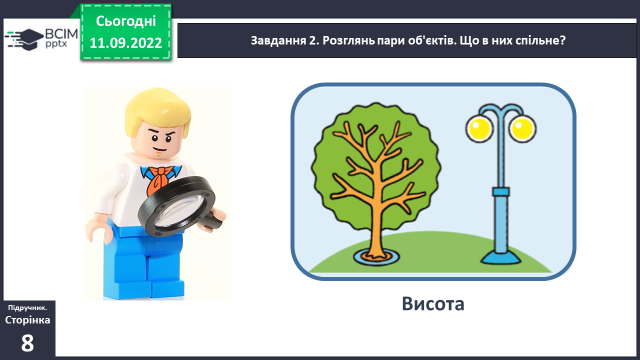 ВСІМ
pptx
Сьогодні
11.09.2022
Завдання 2. Розглянь пари об'єктів. Що в них спільне?
Висота
Підручник.
Сторінка
8